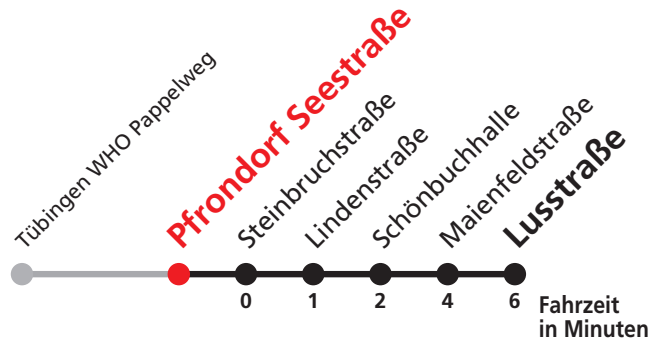 Tübingen WHO Pappelweg
Pfrondorf Seestraße
Steinbruchstraße
Lindenstraße
Schönbuchhalle
Maienfeldstraße
Lusstraße
0 1 2 4 6
Fahrzeit
in Minuten